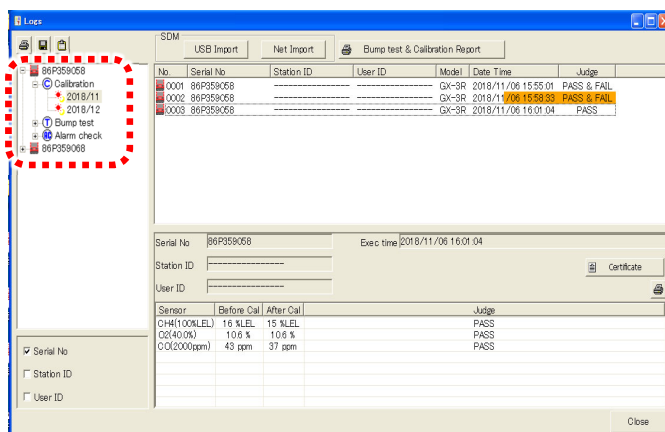 Logs
SDM
USB Import Net Import Bump test & Calibration Report
86P359058
C Calibration
2018/11
2018/12
T Bump test
AC Alarm check
86P359068
No. Serial No Station ID User ID Model Date Time Judge
0001 86P359058 ---------------- ---------------- GX-3R 2018/11/06 15:55:01 PASS & FAIL
0002 86P359058 ---------------- ---------------- GX-3R 2018/11/06 15:58:33 PASS & FAIL
0003 86P359058 ---------------- ---------------- GX-3R 2018/11/06 16:01:04 PASS
Serial No 86P359058 Exec time 2018/11/06 16:01:04
Station ID ----------------
Certificate
User ID ----------------
Sensor Before Cal After Cal Judge
CH4(100%LEL) 16 %LEL 15 %LEL PASS
O2(40.0%) 10.6 % 10.6 % PASS
CO(2000ppm) 43 ppm 37 ppm PASS
Serial No
Station ID
User ID
Close